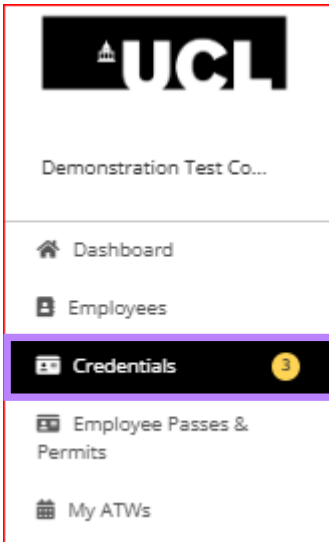 UCL
Demonstration Test Co...
Dashboard
Employees
Credentials 3
Employee Passes &
Permits
My ATWs